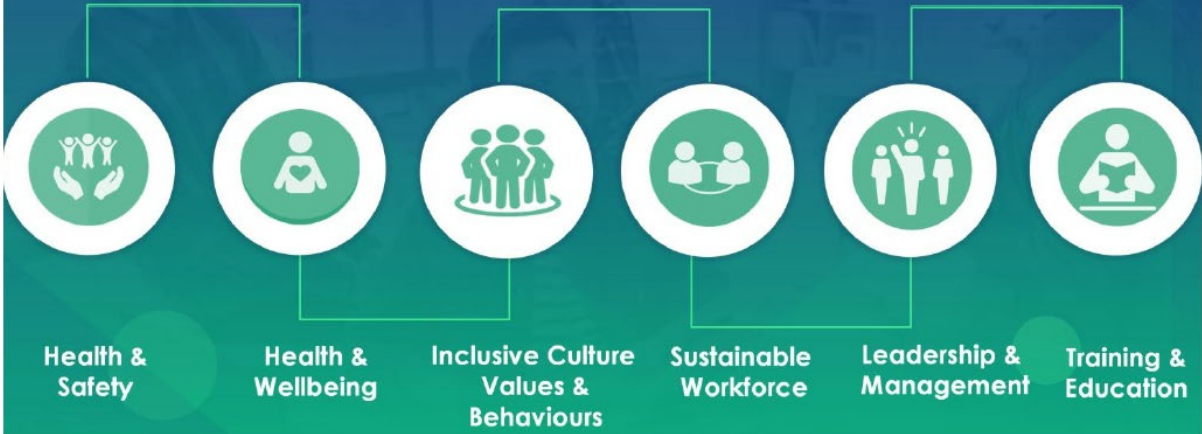 Health &
Safety
Health &
Wellbeing
Inclusive Culture
Values &
Behaviours
Sustainable
Workforce
Leadership &
Management
Training &
Education